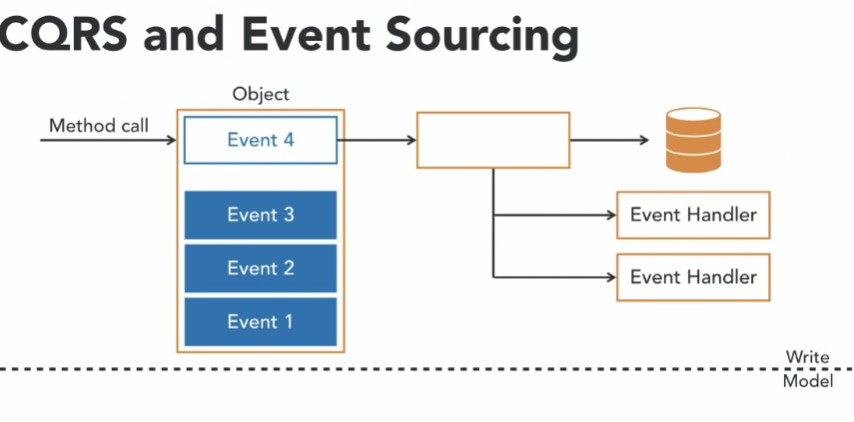 CQRS and Event Sourcing
Object
Method call
Event 4
Event 3
Event Handler
Event 2
Event Handler
Event 1
Write
Model